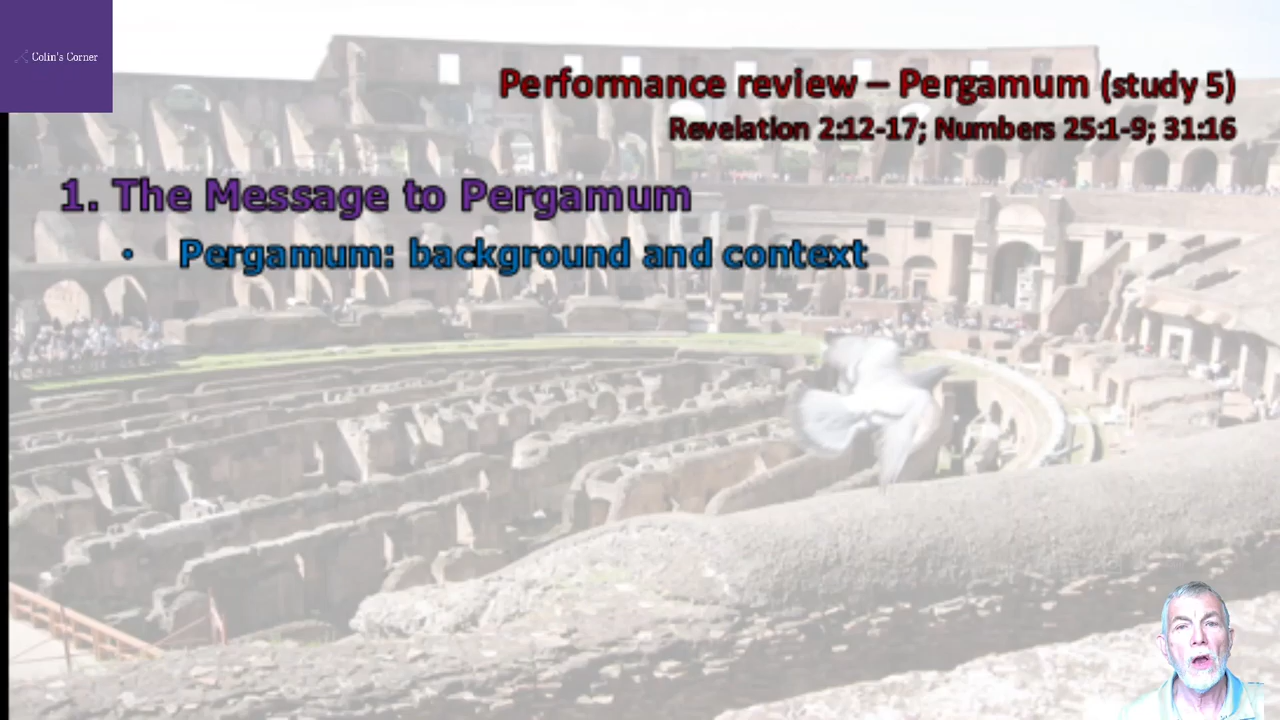 Colin's Corner
Performance review – Pergamum (study 5)
Revelation 2:12-17; Numbers 25:1-9; 31:16
1. The Message to Pergamum
• Pergamum: background and context